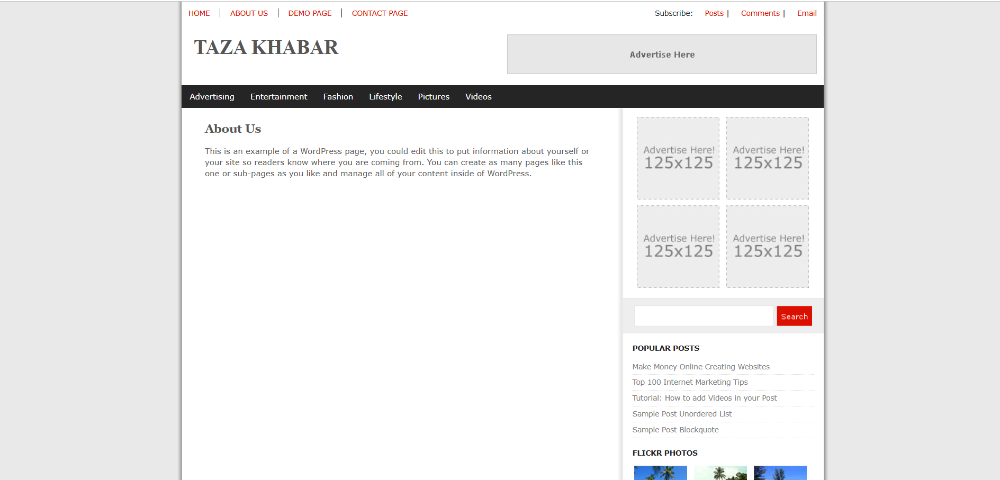 HOME ABOUT US DEMO PAGE CONTACT PAGE
Subscribe: Posts | Comments | Email
TAZA KHABAR
Advertise Here
Advertising Entertainment Fashion Lifestyle Pictures Videos
About Us
This is an example of a WordPress page, you could edit this to put information about yourself or
your site so readers know where you are coming from. You can create as many pages like this
one or sub-pages as you like and manage all of your content inside of WordPress.
Advertise Here!
125x125
Advertise Here!
125x125
Advertise Here!
125x125
Advertise Here!
125x125
Search
POPULAR POSTS
Make Money Online Creating Websites
Top 100 Internet Marketing Tips
Tutorial: How to add Videos in your Post
Sample Post Unordered List
Sample Post Blockquote
FLICKR PHOTOS